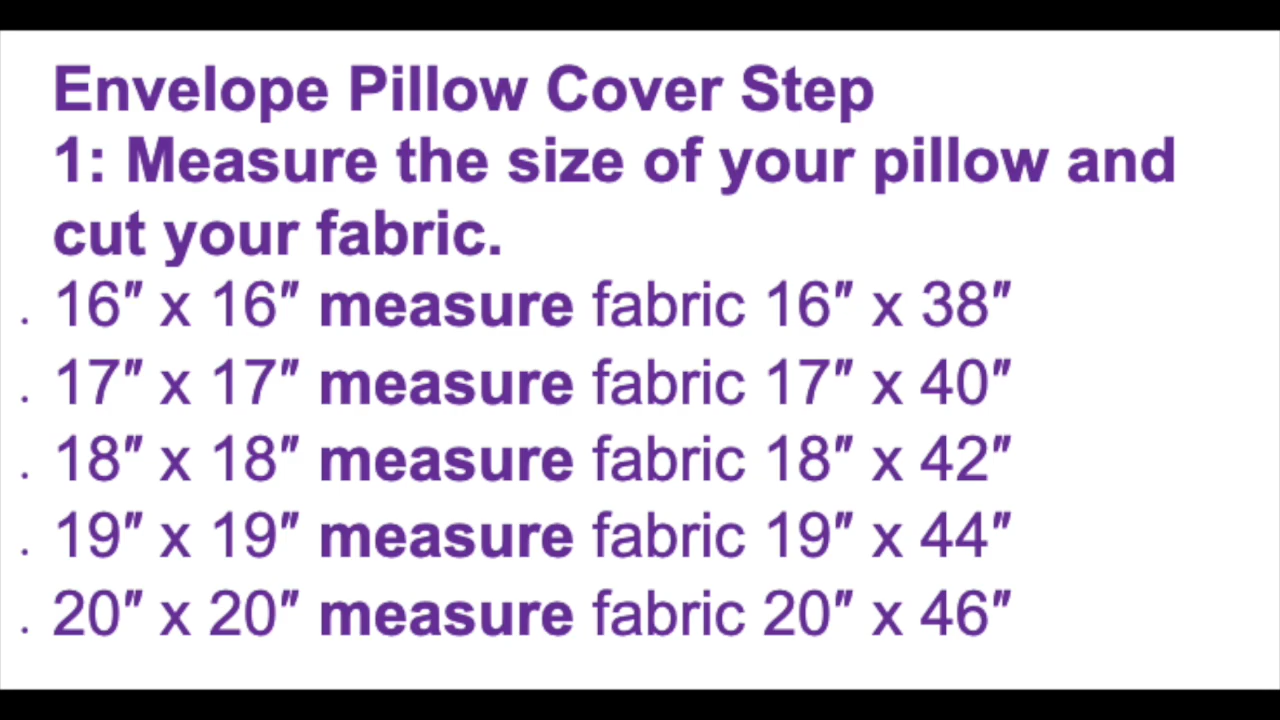 Envelope Pillow Cover Step
1: Measure the size of your pillow and
cut your fabric.
. 16″ x 16″ measure fabric 16″ x 38″
. 17″ x 17″ measure fabric 17″ x 40″
. 18″ x 18″ measure fabric 18″ x 42″
. 19″ x 19″ measure fabric 19″ x 44″
. 20″ x 20″ measure fabric 20″ x 46″